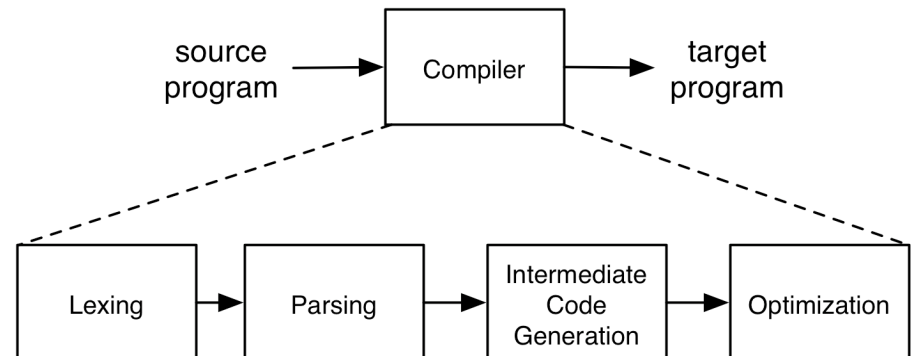 source
program
Compiler
target
program
Lexing
Parsing
Intermediate
Code
Generation
Optimization